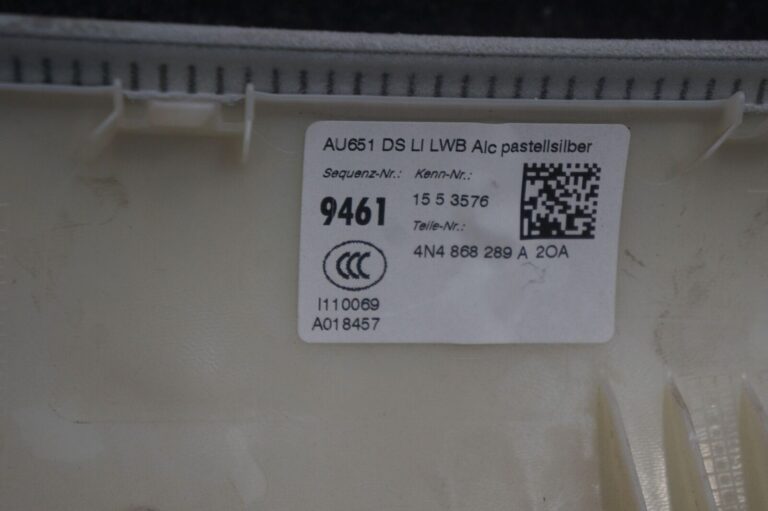 AU651 DS LI LWB Alc pastellsilber
Sequenz-Nr.: Kenn-Nr.:
9461 15 5 3576
Teile-Nr.:
4N4 868 289 A 2OA
CCC
I110069
A018457